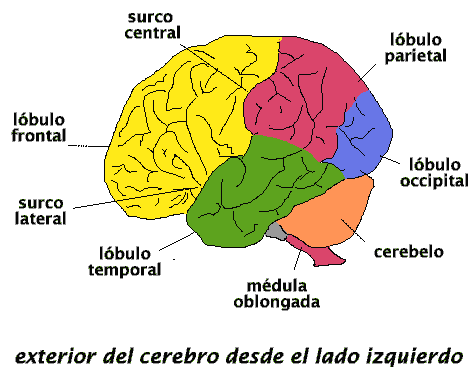 surco
central
lóbulo
parietal
lóbulo
frontal
lóbulo
occipital
surco
lateral
lóbulo
temporal
cerebelo
médula
oblongada
exterior del cerebro desde el lado izquierdo